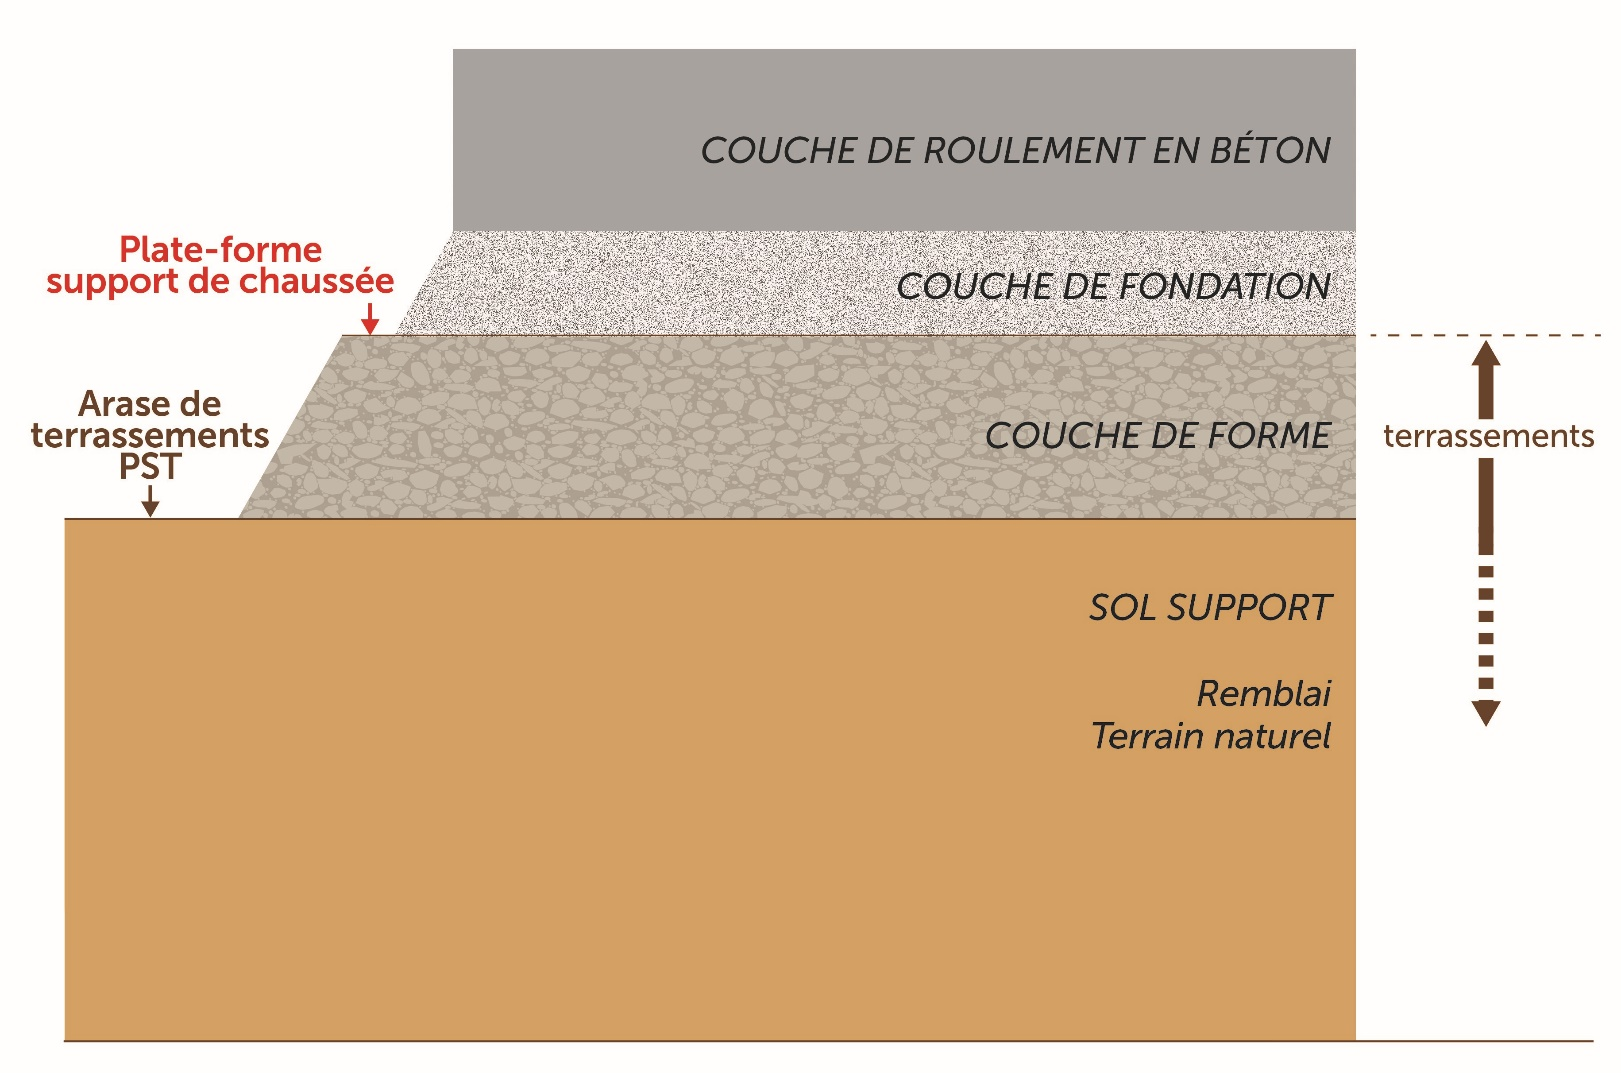 COUCHE DE ROULEMENT EN BÉTON
Plate-forme
support de chaussée
COUCHE DE FONDATION
Arase de
terrassements
PST
COUCHE DE FORME
terrassements
SOL SUPPORT
Remblai
Terrain naturel